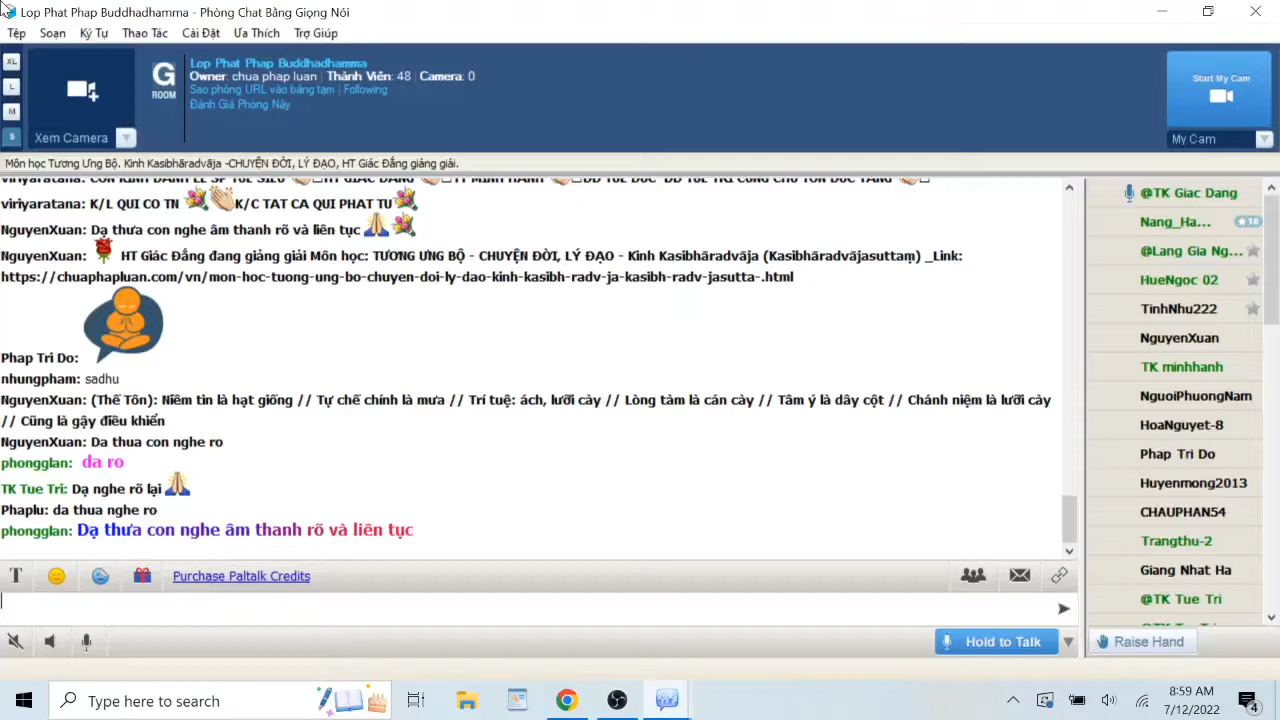 Lop Phat Phap Buddhadhamma - Phòng Chat Bằng Giọng Nói
Tệp Soạn Ký Tự Thao Tác Cài Đặt Ưa Thích Trợ Giúp
XL
L
M
S
Xem Camera
G
ROOM
Lop Phat Phap Buddhadhamma
Owner: chua phap luan | Thành Viên: 48 | Camera: 0
Sao phòng URL vào bảng tạm | Following
Đánh Giá Phòng Này
Start My Cam
My Cam
Môn học Tương Ưng Bộ. Kinh Kasibhāradvāja -CHUYỆN ĐỜI, LÝ ĐẠO, HT Giác Đẳng giảng giải.
viriyaratana: K/L QUI CO TN K/C TAT CA QUI PHAT TU
NguyenXuan: Dạ thưa con nghe âm thanh rõ và liên tục
NguyenXuan: HT Giác Đẳng đang giảng giải Môn học: TƯƠNG ƯNG BỘ - CHUYỆN ĐỜI, LÝ ĐẠO - Kinh Kasibhāradvāja (Kasibhāradvājasuttaṃ) _Link:
https://chuaphapluan.com/vn/mon-hoc-tuong-ung-bo-chuyen-doi-ly-dao-kinh-kasibh-radv-ja-kasibh-radv-jasutta-.html
Phap Tri Do:
nhungpham: sadhu
NguyenXuan: (Thế Tôn): Niềm tin là hạt giống // Tự chế chính là mưa // Trí tuệ: ách, lưỡi cày // Lòng tàm là cán cày // Tâm ý là dây cột // Chánh niệm là lưỡi cày
// Cũng là gậy điều khiển
NguyenXuan: Da thua con nghe ro
phongglan: da ro
TK Tue Tri: Dạ nghe rõ lại
Phaplu: da thua nghe ro
phongglan: Dạ thưa con nghe âm thanh rõ và liên tục
@TK Giac Dang
Nang_Ha... 10
@Lang Gia Ng...
HueNgoc 02
TinhNhu222
NguyenXuan
TK minhhanh
NguoiPhuongNam
HoaNguyet-8
Phap Tri Do
Huyenmong2013
CHAUPHAN54
Trangthu-2
Giang Nhat Ha
@TK Tue Tri
T
Purchase Paltalk Credits
Hold to Talk
Raise Hand
Type here to search
8:59 AM
7/12/2022
4